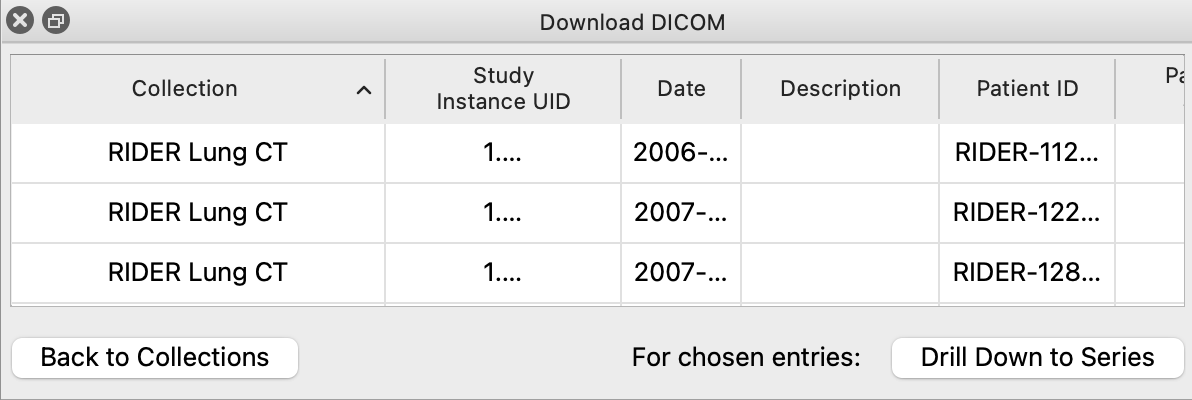 Download DICOM
Collection
Study
Instance UID
Date
Description
Patient ID
RIDER Lung CT 1.... 2006-... RIDER-112...
RIDER Lung CT 1.... 2007-... RIDER-122...
RIDER Lung CT 1.... 2007-... RIDER-128...
Back to Collections
For chosen entries:
Drill Down to Series